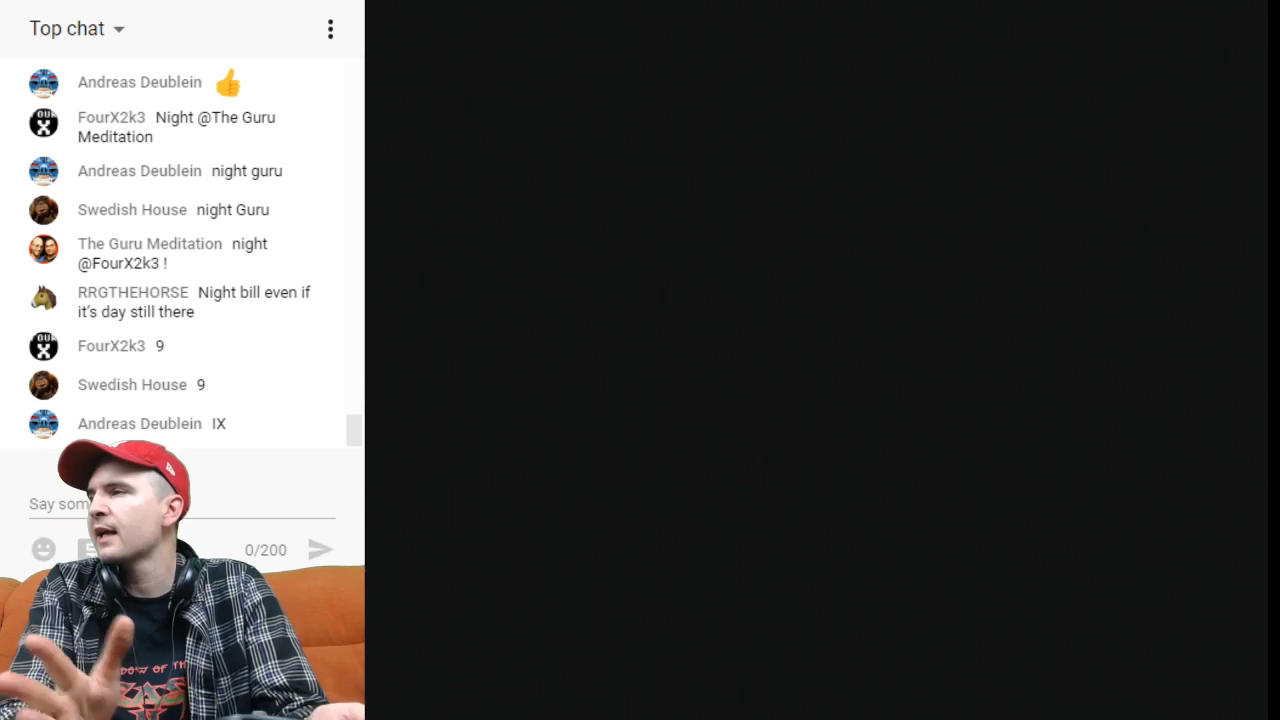 Top chat
Andreas Deublein 👍
FourX2k3 Night @The Guru
Meditation
Andreas Deublein night guru
Swedish House night Guru
The Guru Meditation night
@FourX2k3 !
RRGTHEHORSE Night bill even if
it's day still there
FourX2k3 9
Swedish House 9
Andreas Deublein IX
Say som
0/200
OF TH